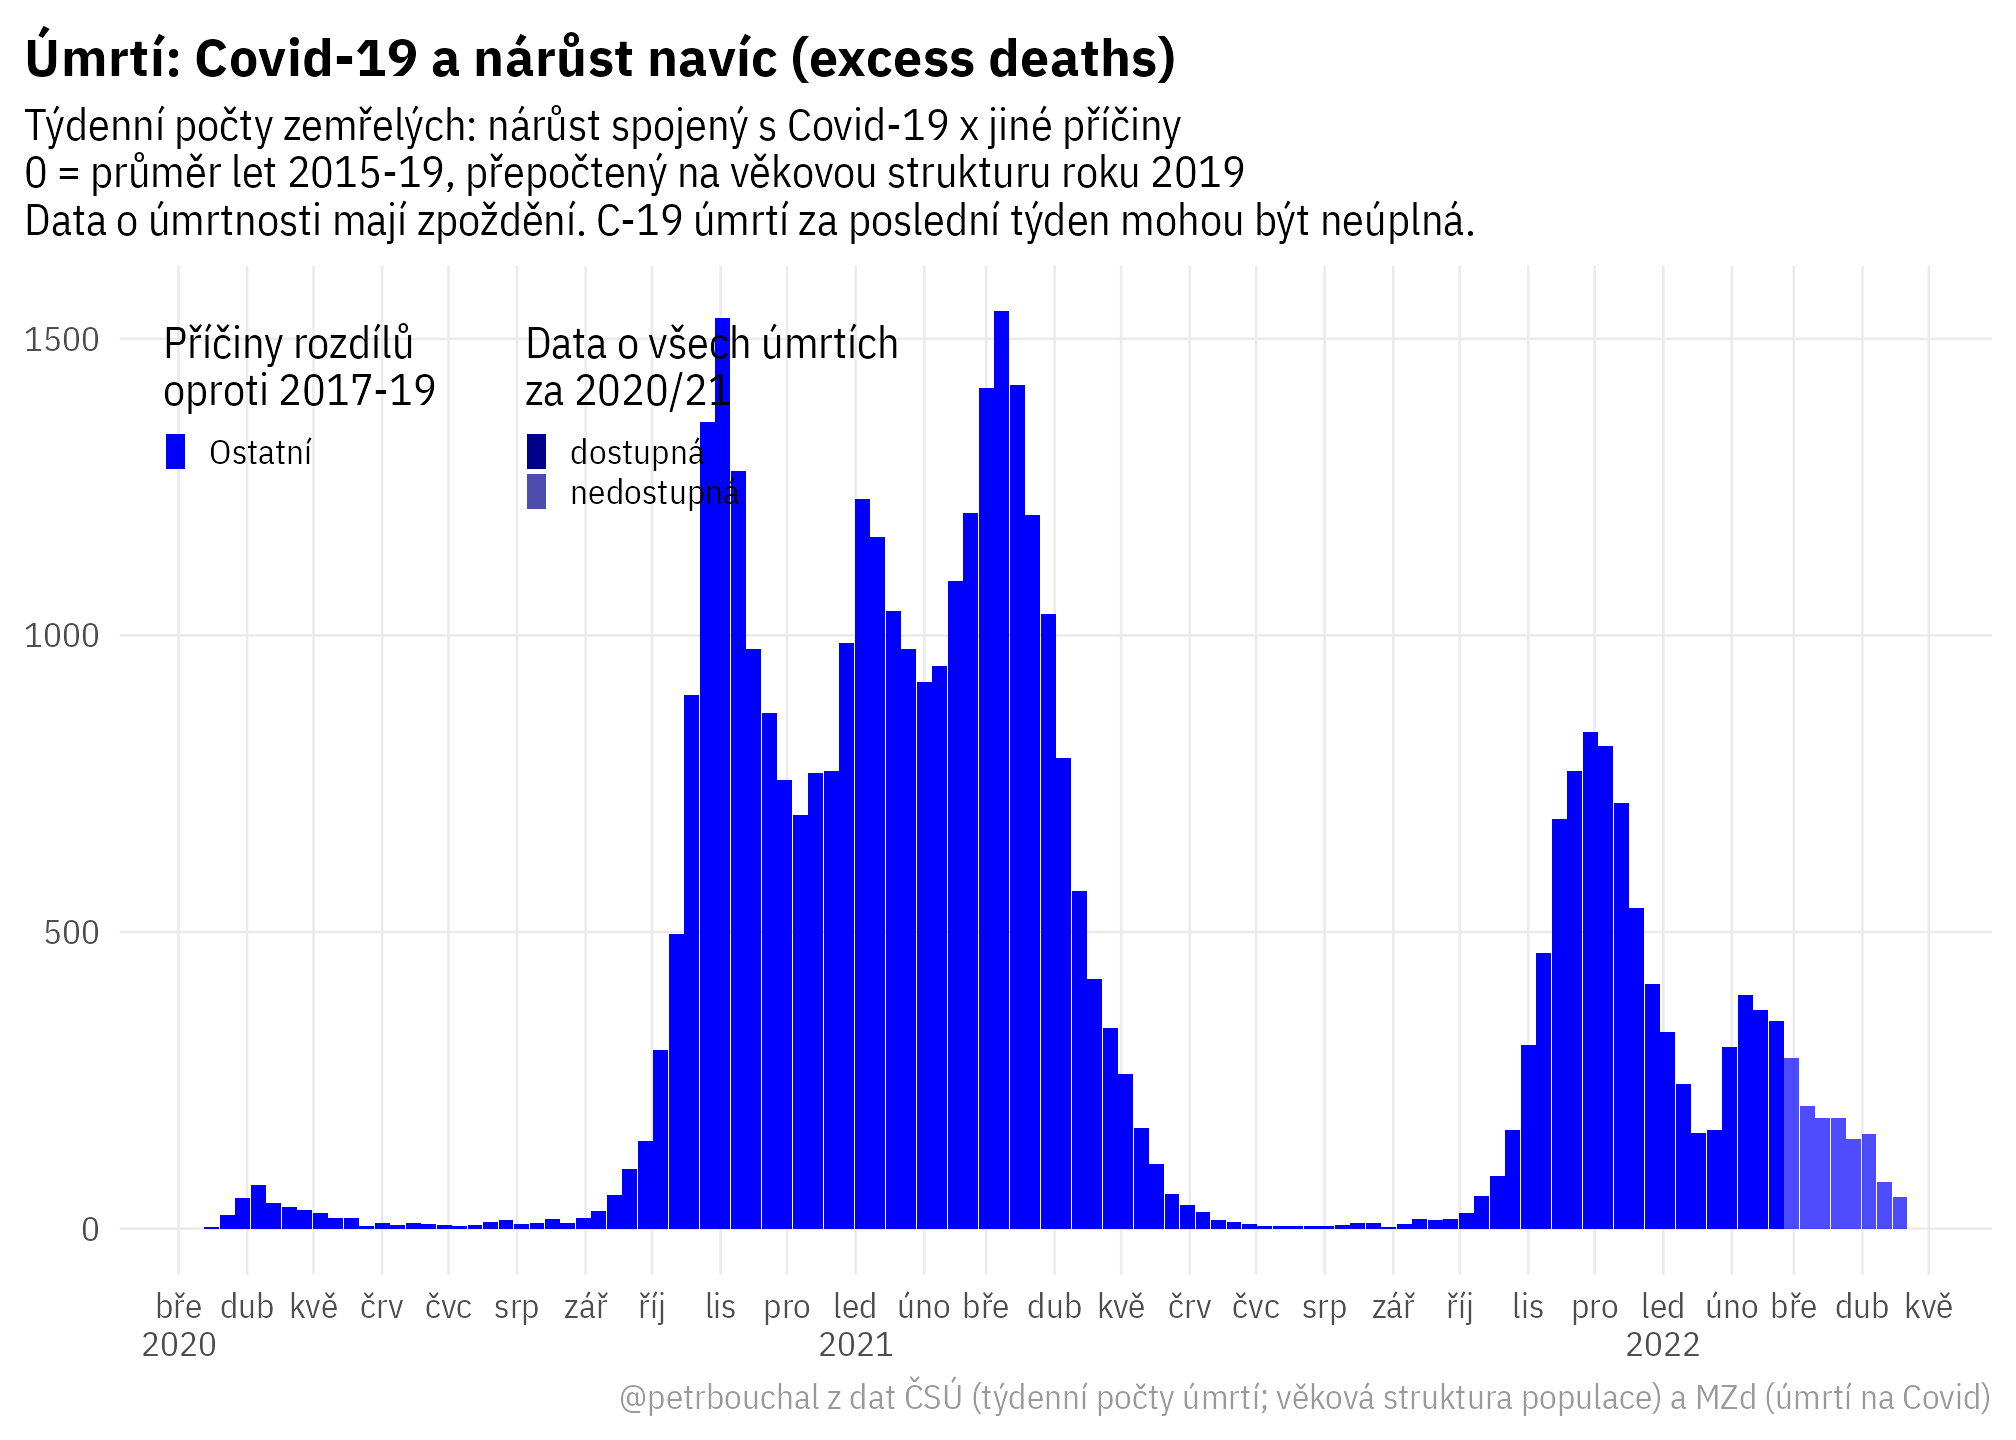 Úmrtí: Covid-19 a nárůst navíc (excess deaths)
Týdenní počty zemřelých: nárůst spojený s Covid-19 x jiné příčiny
0 = průměr let 2015-19, přepočtený na věkovou strukturu roku 2019
Data o úmrtnosti mají zpoždění. C-19 úmrtí za poslední týden mohou být neúplná.
Příčiny rozdílů
oproti 2017-19
Ostatní
Data o všech úmrtích
za 2020/21
dostupná
nedostupná
1500
1000
500
0
bře dub kvě črv čvc srp zář říj lis pro led úno bře dub kvě črv čvc srp zář říj lis pro led úno bře dub kvě
2020 2021 2022
@petrbouchal z dat ČSÚ (týdenní počty úmrtí; věková struktura populace) a MZd (úmrtí na Covid)